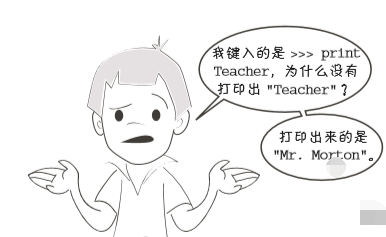 我键入的是 >>> print
Teacher, 为什么没有
打印出 "Teacher"?
打印出来的是
"Mr. Morton"。